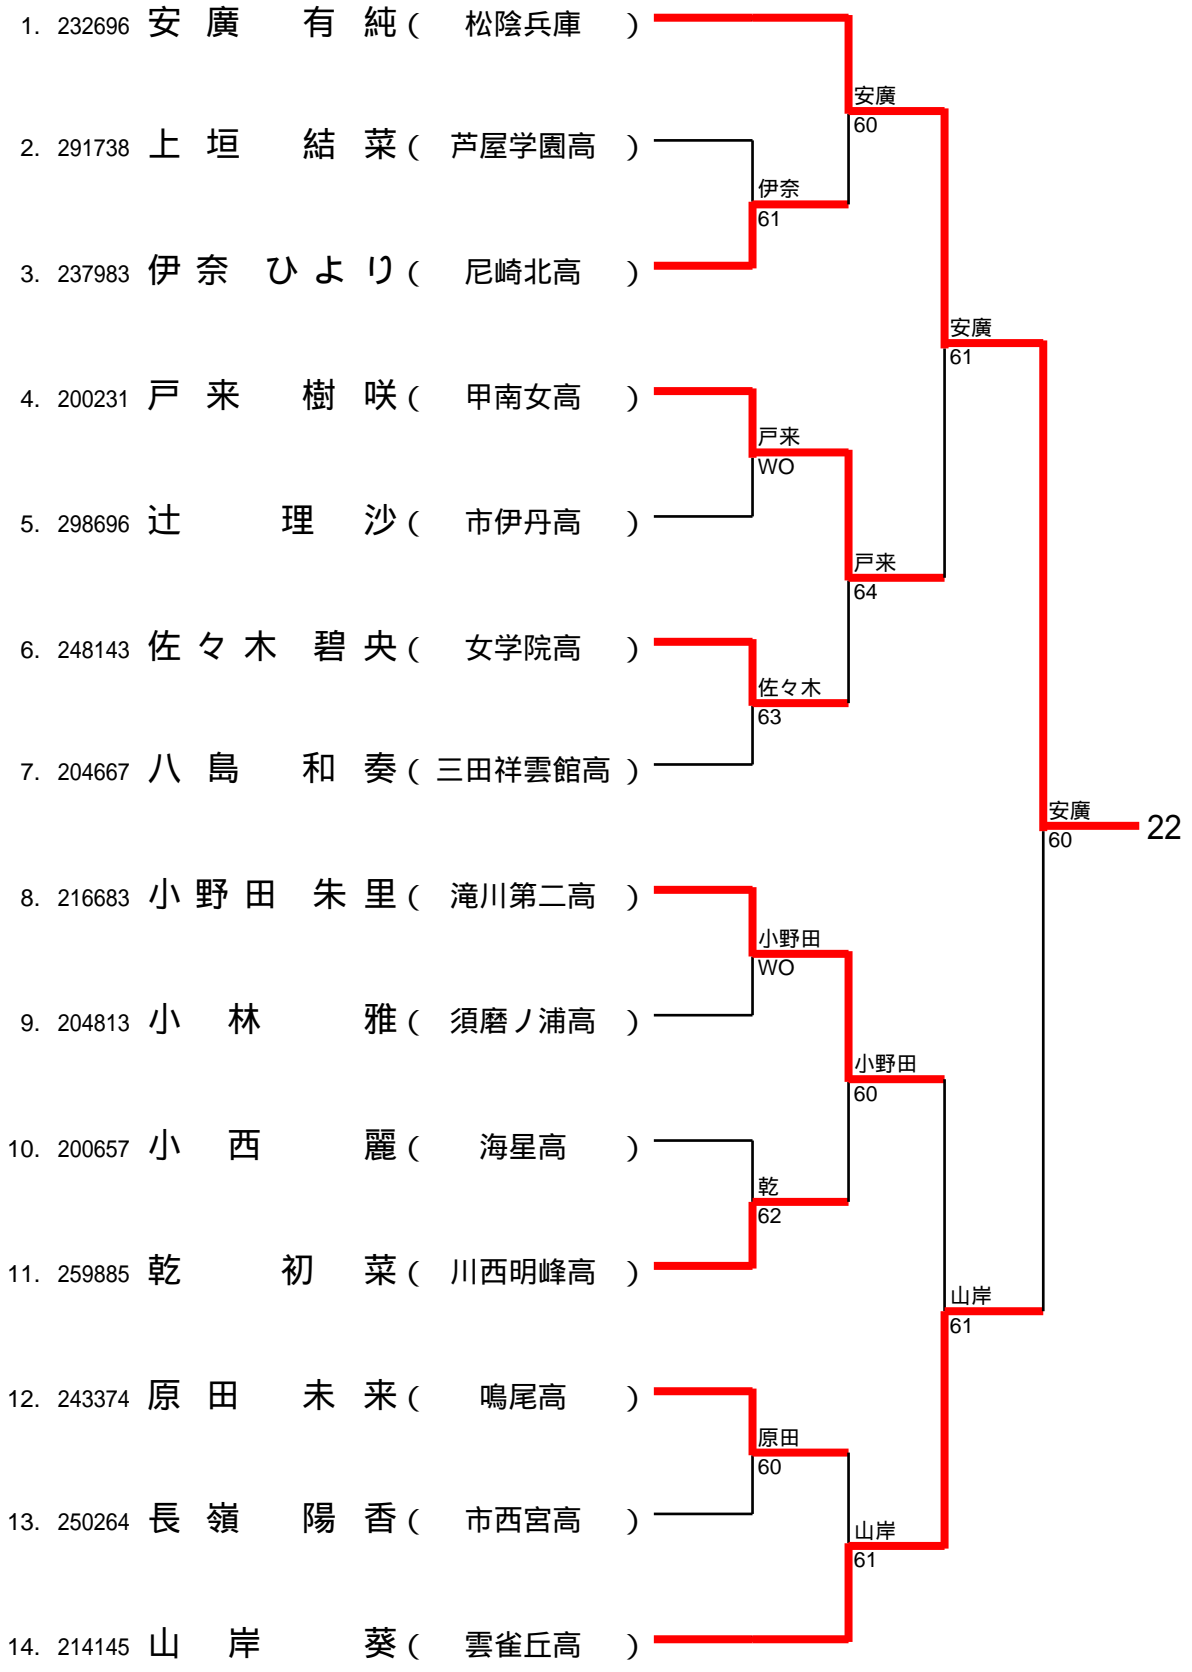 1. 232696 安廣 有純 ( 松陰兵庫 )
安廣
60
2. 291738 上垣 結菜 ( 芦屋学園高 )
伊奈
61
3. 237983 伊奈 ひより ( 尼崎北高 )
安廣
61
4. 200231 戸来 樹咲 ( 甲南女高 )
戸来
WO
5. 298696 辻 理沙 ( 市伊丹高 )
戸来
64
6. 248143 佐々木 碧央 ( 女学院高 )
佐々木
63
7. 204667 八島 和奏 ( 三田祥雲館高 )
安廣
60
22
8. 216683 小野田 朱里 ( 滝川第二高 )
小野田
WO
9. 204813 小林 雅 ( 須磨ノ浦高 )
小野田
60
10. 200657 小西 麗 ( 海星高 )
乾
62
11. 259885 乾 初菜 ( 川西明峰高 )
山岸
61
12. 243374 原田 未来 ( 鳴尾高 )
原田
60
13. 250264 長嶺 陽香 ( 市西宮高 )
山岸
61
14. 214145 山岸 葵 ( 雲雀丘高 )